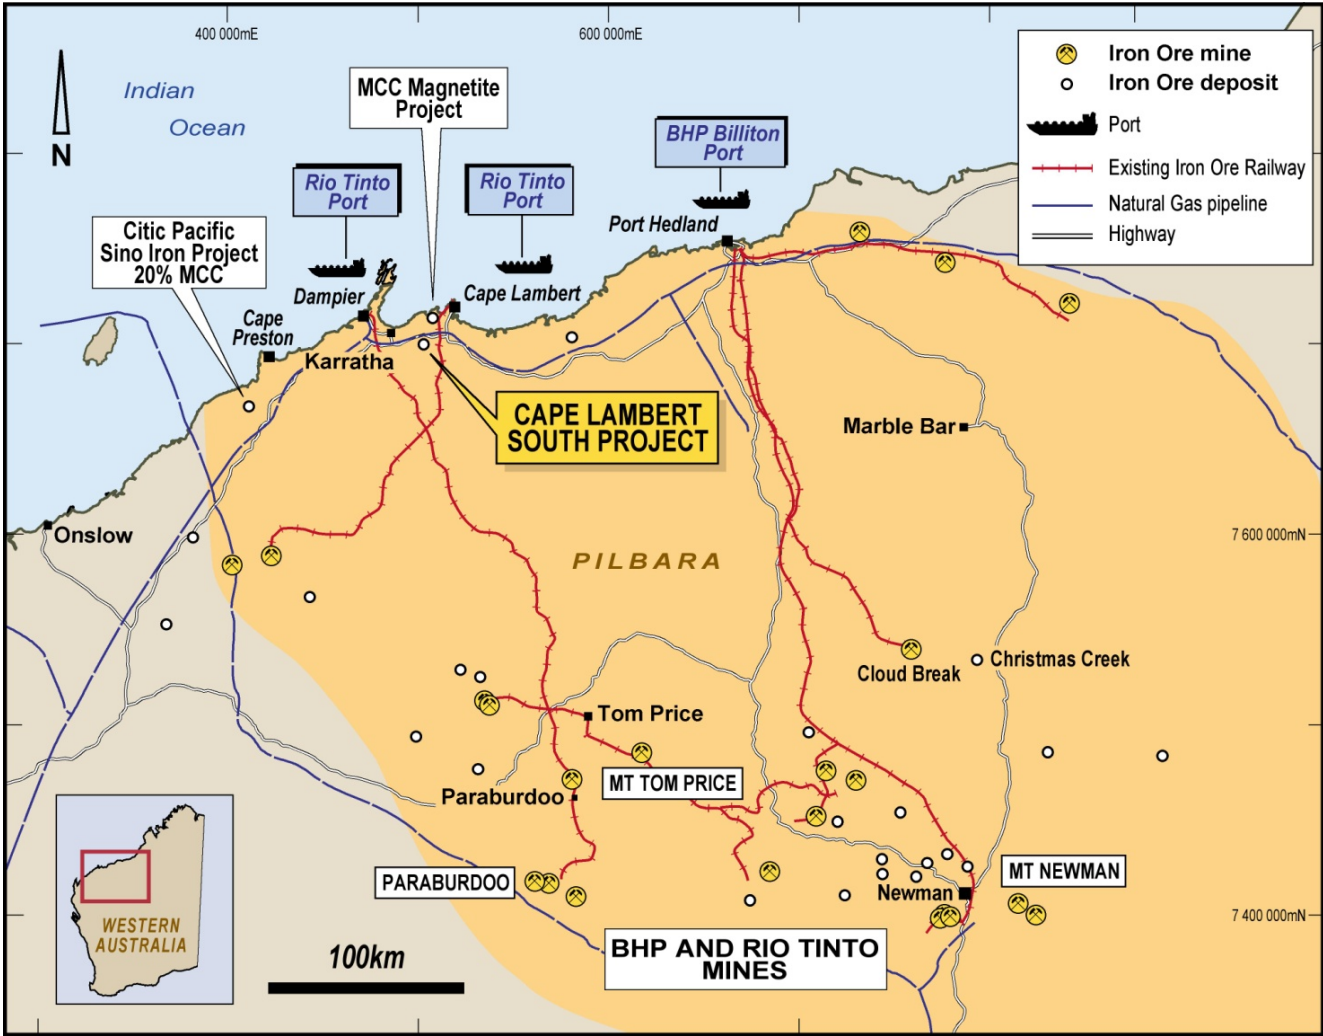 400 000mE
600 000mE
Indian
Ocean
N
MCC Magnetite
Project
Rio Tinto
Port
Rio Tinto
Port
BHP Billiton
Port
Iron Ore mine
Iron Ore deposit
Port
Existing Iron Ore Railway
Natural Gas pipeline
Highway
Citic Pacific
Sino Iron Project
20% MCC
Port Hedland
Dampier
Cape Lambert
Cape
Preston
Karratha
CAPE LAMBERT
SOUTH PROJECT
Marble Bar
Onslow
7 600 000mN
PILBARA
Cloud Break
Christmas Creek
Tom Price
MT TOM PRICE
Paraburdoo
PARABURDOO
MT NEWMAN
Newman
7 400 000mN
BHP AND RIO TINTO
MINES
WESTERN
AUSTRALIA
100km